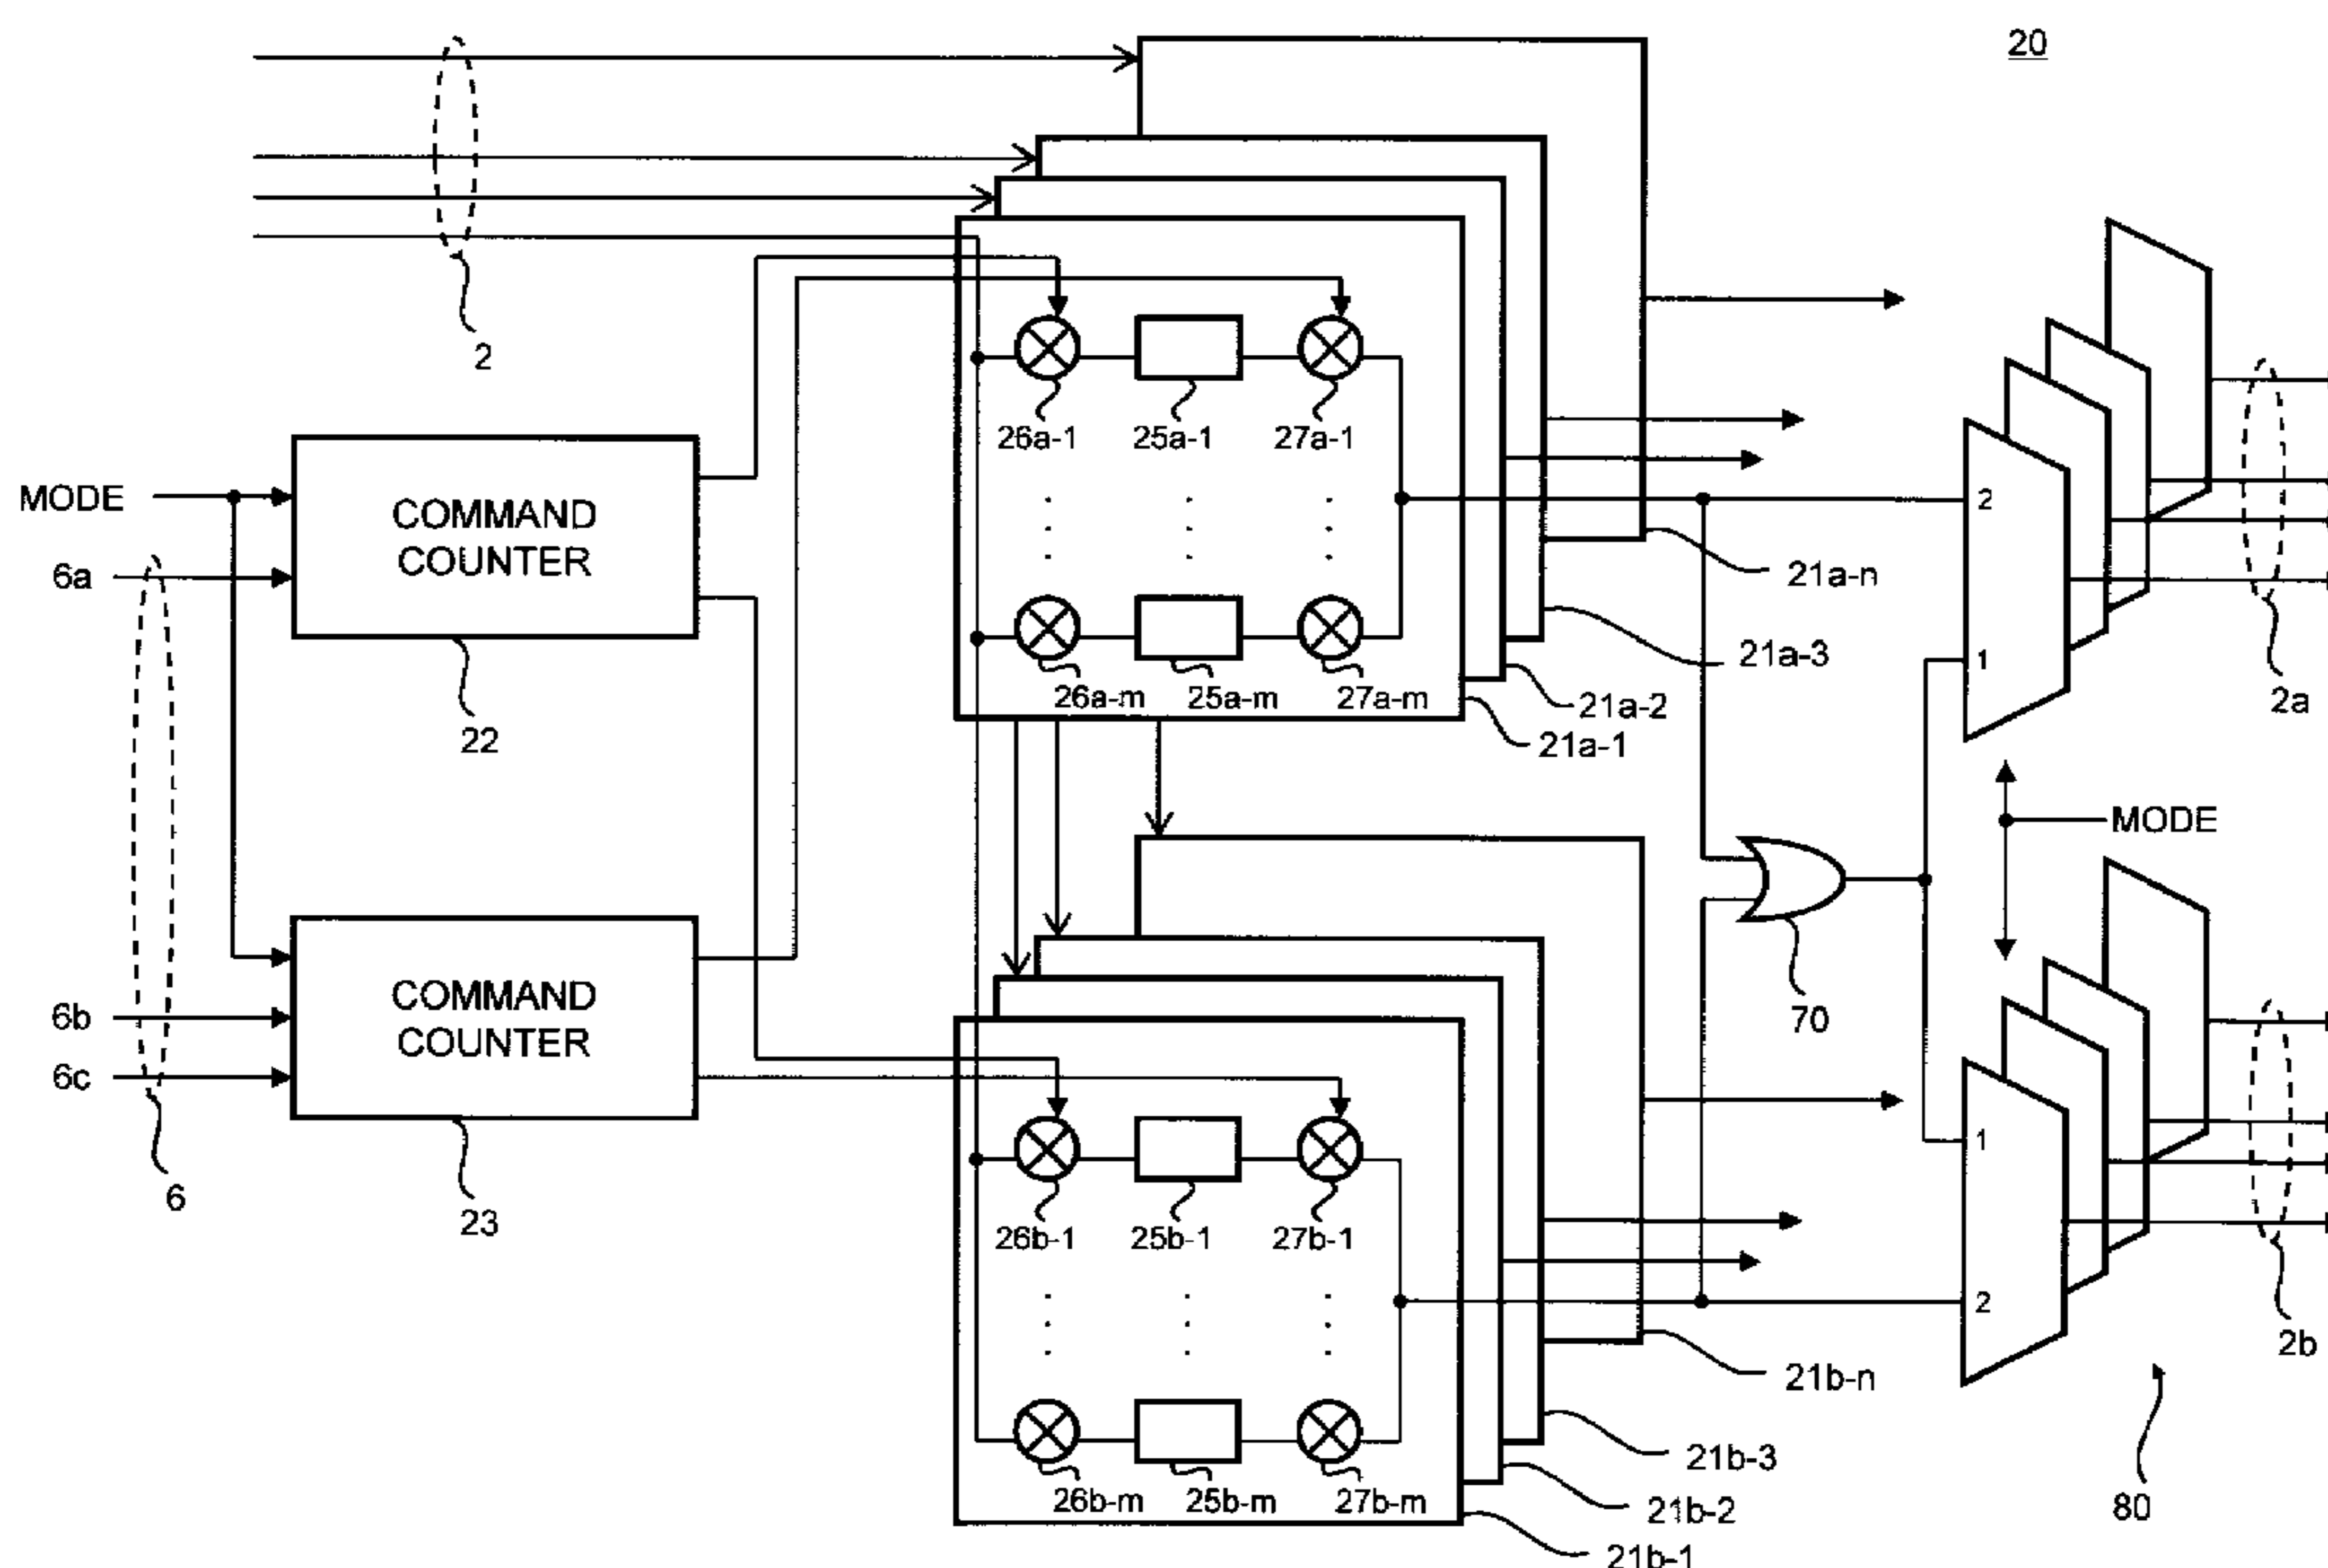 20
2
26a-1 25a-1 27a-1
MODE
COMMAND
COUNTER
6a
2
21a-n
1
21a-3
26a-m 25a-m 27a-m
21a-2
2a
22
21a-1
MODE
COMMAND
COUNTER
6b
70
6c
1
6
23
26b-1 25b-1 27b-1
2
2b
21b-n
21b-3
26b-m 25b-m 27b-m
21b-2
80
21b-1